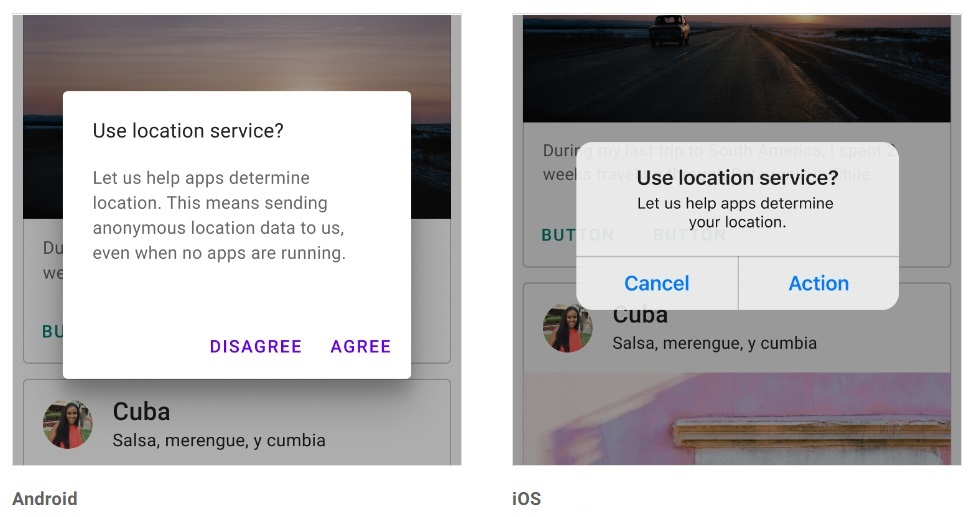 Use location service?
Let us help apps determine
location. This means sending
anonymous location data to us,
even when no apps are running.
Du
we
BU
DISAGREE AGREE
Cuba
Salsa, merengue, y cumbia
Android
During my last trip to South America, I spent 2
weeks trave Chile.
BUTTON BUTTON
Use location service?
Let us help apps determine
your location.
Cancel Action
Cuba
Salsa, merengue, y cumbia
iOS